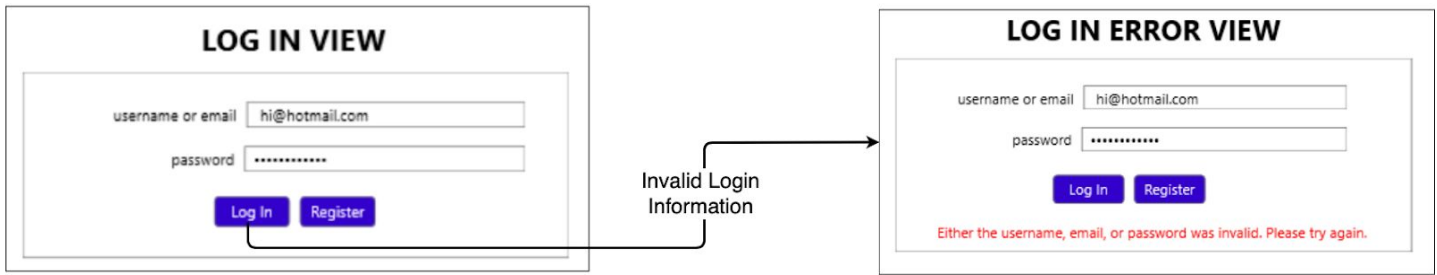 LOG IN VIEW
username or email hi@hotmail.com
password ••••••••••••
Log In Register
Invalid Login
Information
LOG IN ERROR VIEW
username or email hi@hotmail.com
password ••••••••••••
Log In Register
Either the username, email, or password was invalid. Please try again.